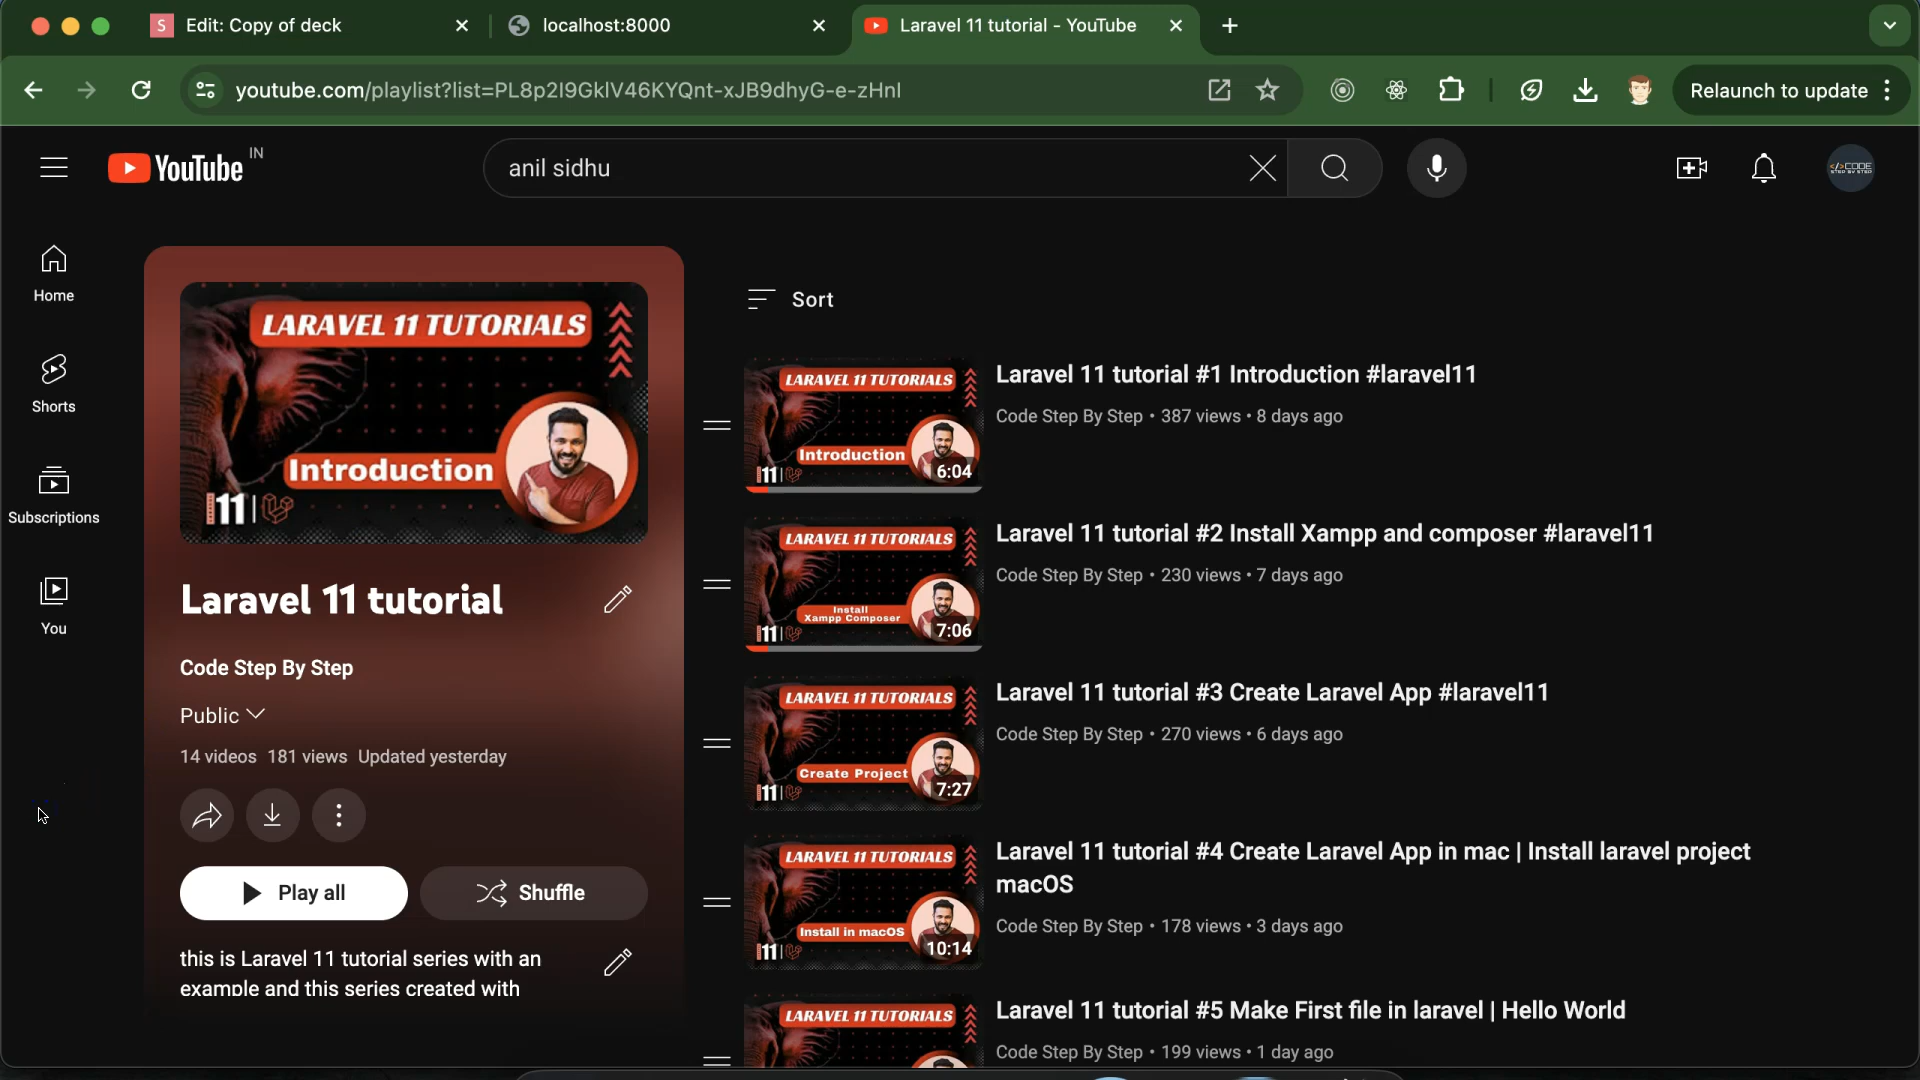 S Edit: Copy of deck
localhost:8000
Laravel 11 tutorial - YouTube
youtube.com/playlist?list=PL8p2I9GklV46KYQnt-xJB9dhyG-e-zHnl
Relaunch to update
YouTube IN
anil sidhu
</>CODE
STEP BY STEP
Home
Shorts
Subscriptions
You
LARAVEL 11 TUTORIALS
Introduction
11
Laravel 11 tutorial
Code Step By Step
Public
14 videos 181 views Updated yesterday
Play all
Shuffle
this is Laravel 11 tutorial series with an
example and this series created with
Sort
LARAVEL 11 TUTORIALS
Introduction
11
6:04
Laravel 11 tutorial #1 Introduction #laravel11
Code Step By Step • 387 views • 8 days ago
LARAVEL 11 TUTORIALS
Install
Xampp Composer
11
7:06
Laravel 11 tutorial #2 Install Xampp and composer #laravel11
Code Step By Step • 230 views • 7 days ago
LARAVEL 11 TUTORIALS
Create Project
11
7:27
Laravel 11 tutorial #3 Create Laravel App #laravel11
Code Step By Step • 270 views • 6 days ago
LARAVEL 11 TUTORIALS
Install in macOS
11
10:14
Laravel 11 tutorial #4 Create Laravel App in mac | Install laravel project
macOS
Code Step By Step • 178 views • 3 days ago
LARAVEL 11 TUTORIALS
Laravel 11 tutorial #5 Make First file in laravel | Hello World
Code Step By Step • 199 views • 1 day ago